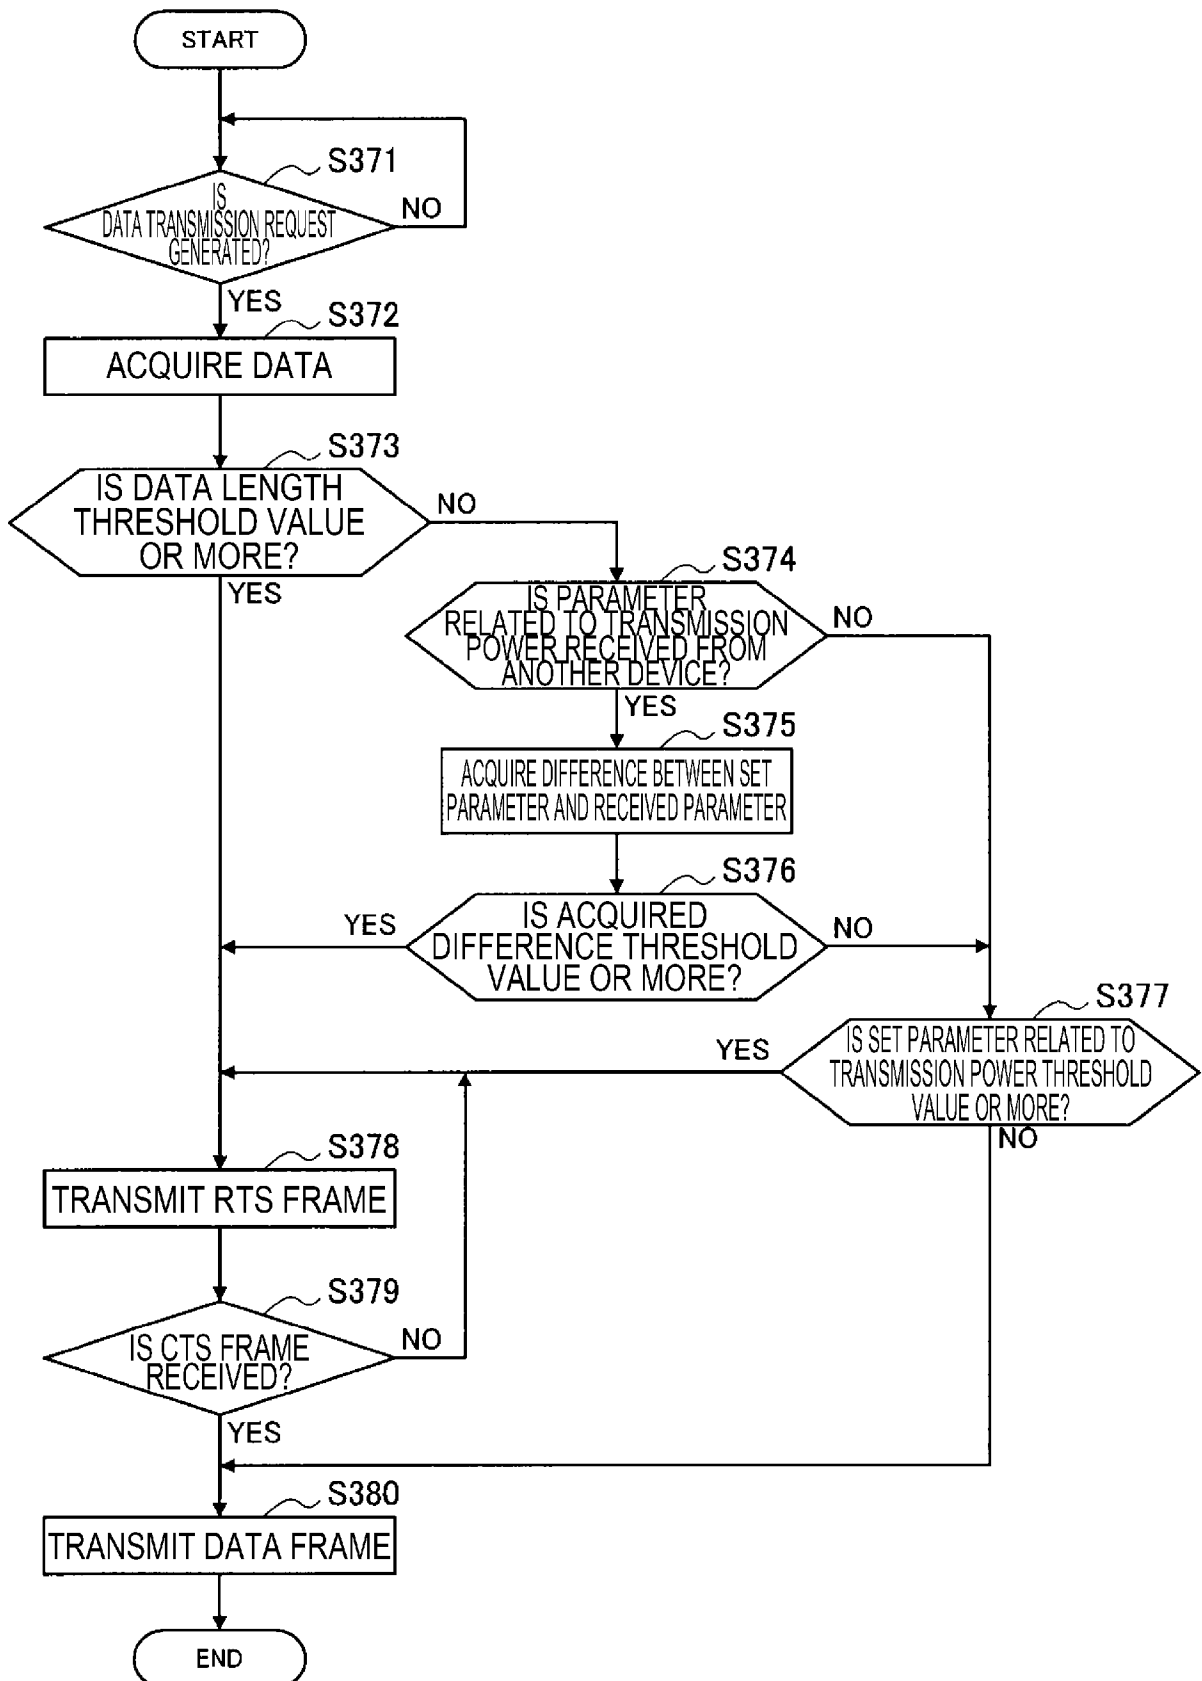 START
S371
IS
DATA TRANSMISSION REQUEST
GENERATED?
NO
YES
S372
ACQUIRE DATA
S373
IS DATA LENGTH
THRESHOLD VALUE
OR MORE?
NO
YES
S374
IS PARAMETER
RELATED TO TRANSMISSION
POWER RECEIVED FROM
ANOTHER DEVICE?
NO
YES
S375
ACQUIRE DIFFERENCE BETWEEN SET
PARAMETER AND RECEIVED PARAMETER
S376
YES
IS ACQUIRED
DIFFERENCE THRESHOLD
VALUE OR MORE?
NO
S377
YES
IS SET PARAMETER RELATED TO
TRANSMISSION POWER THRESHOLD
VALUE OR MORE?
NO
S378
TRANSMIT RTS FRAME
S379
IS CTS FRAME
RECEIVED?
NO
YES
S380
TRANSMIT DATA FRAME
END